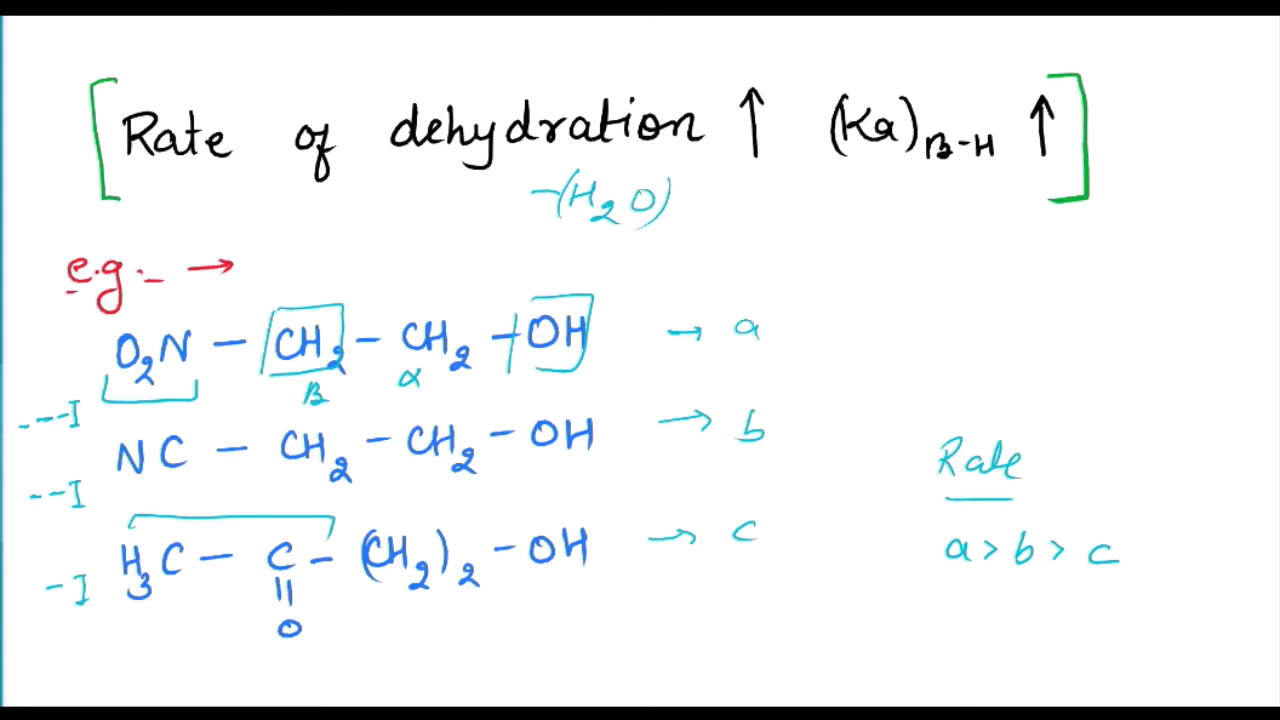 [Rate of dehydration ↑ (Ka)β-H ↑]
-(H₂O)
e.g:- →
O₂N - CH₂ - CH₂ + OH → a
β α
---I
NC - CH₂ - CH₂ - OH → b
--I
Rate
H₃C - C - (CH₂)₂ - OH → c
a > b > c
-I
||
O